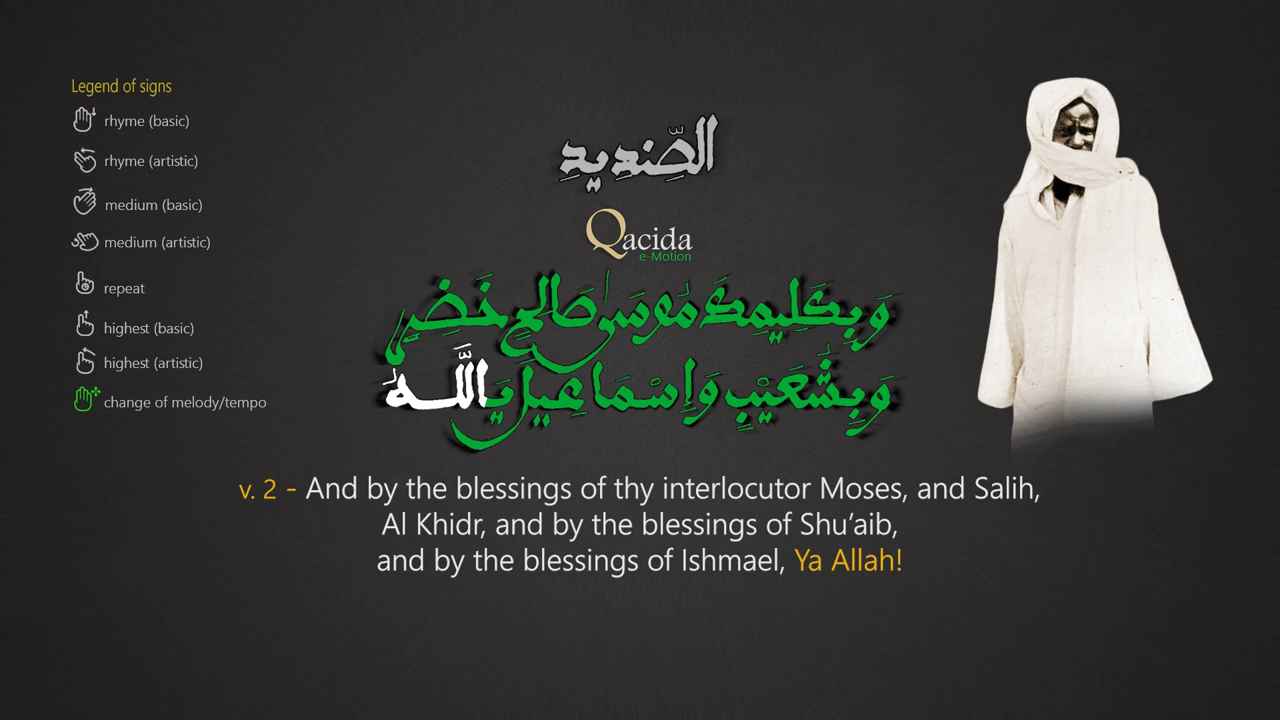 Legend of signs
rhyme (basic)
rhyme (artistic)
medium (basic)
medium (artistic)
repeat
highest (basic)
highest (artistic)
change of melody/tempo
الصِّنديدِ
Qacida
e-Motion
وَبِكَلِيمِكَ مُوسَىٰ صَالِحٍ خَضِرٍ
وَبِشُعَيْبٍ وَإِسْمَاعِيلَ يَا اللَّهُ
v. 2 - And by the blessings of thy interlocutor Moses, and Salih,
Al Khidr, and by the blessings of Shu’aib,
and by the blessings of Ishmael, Ya Allah!